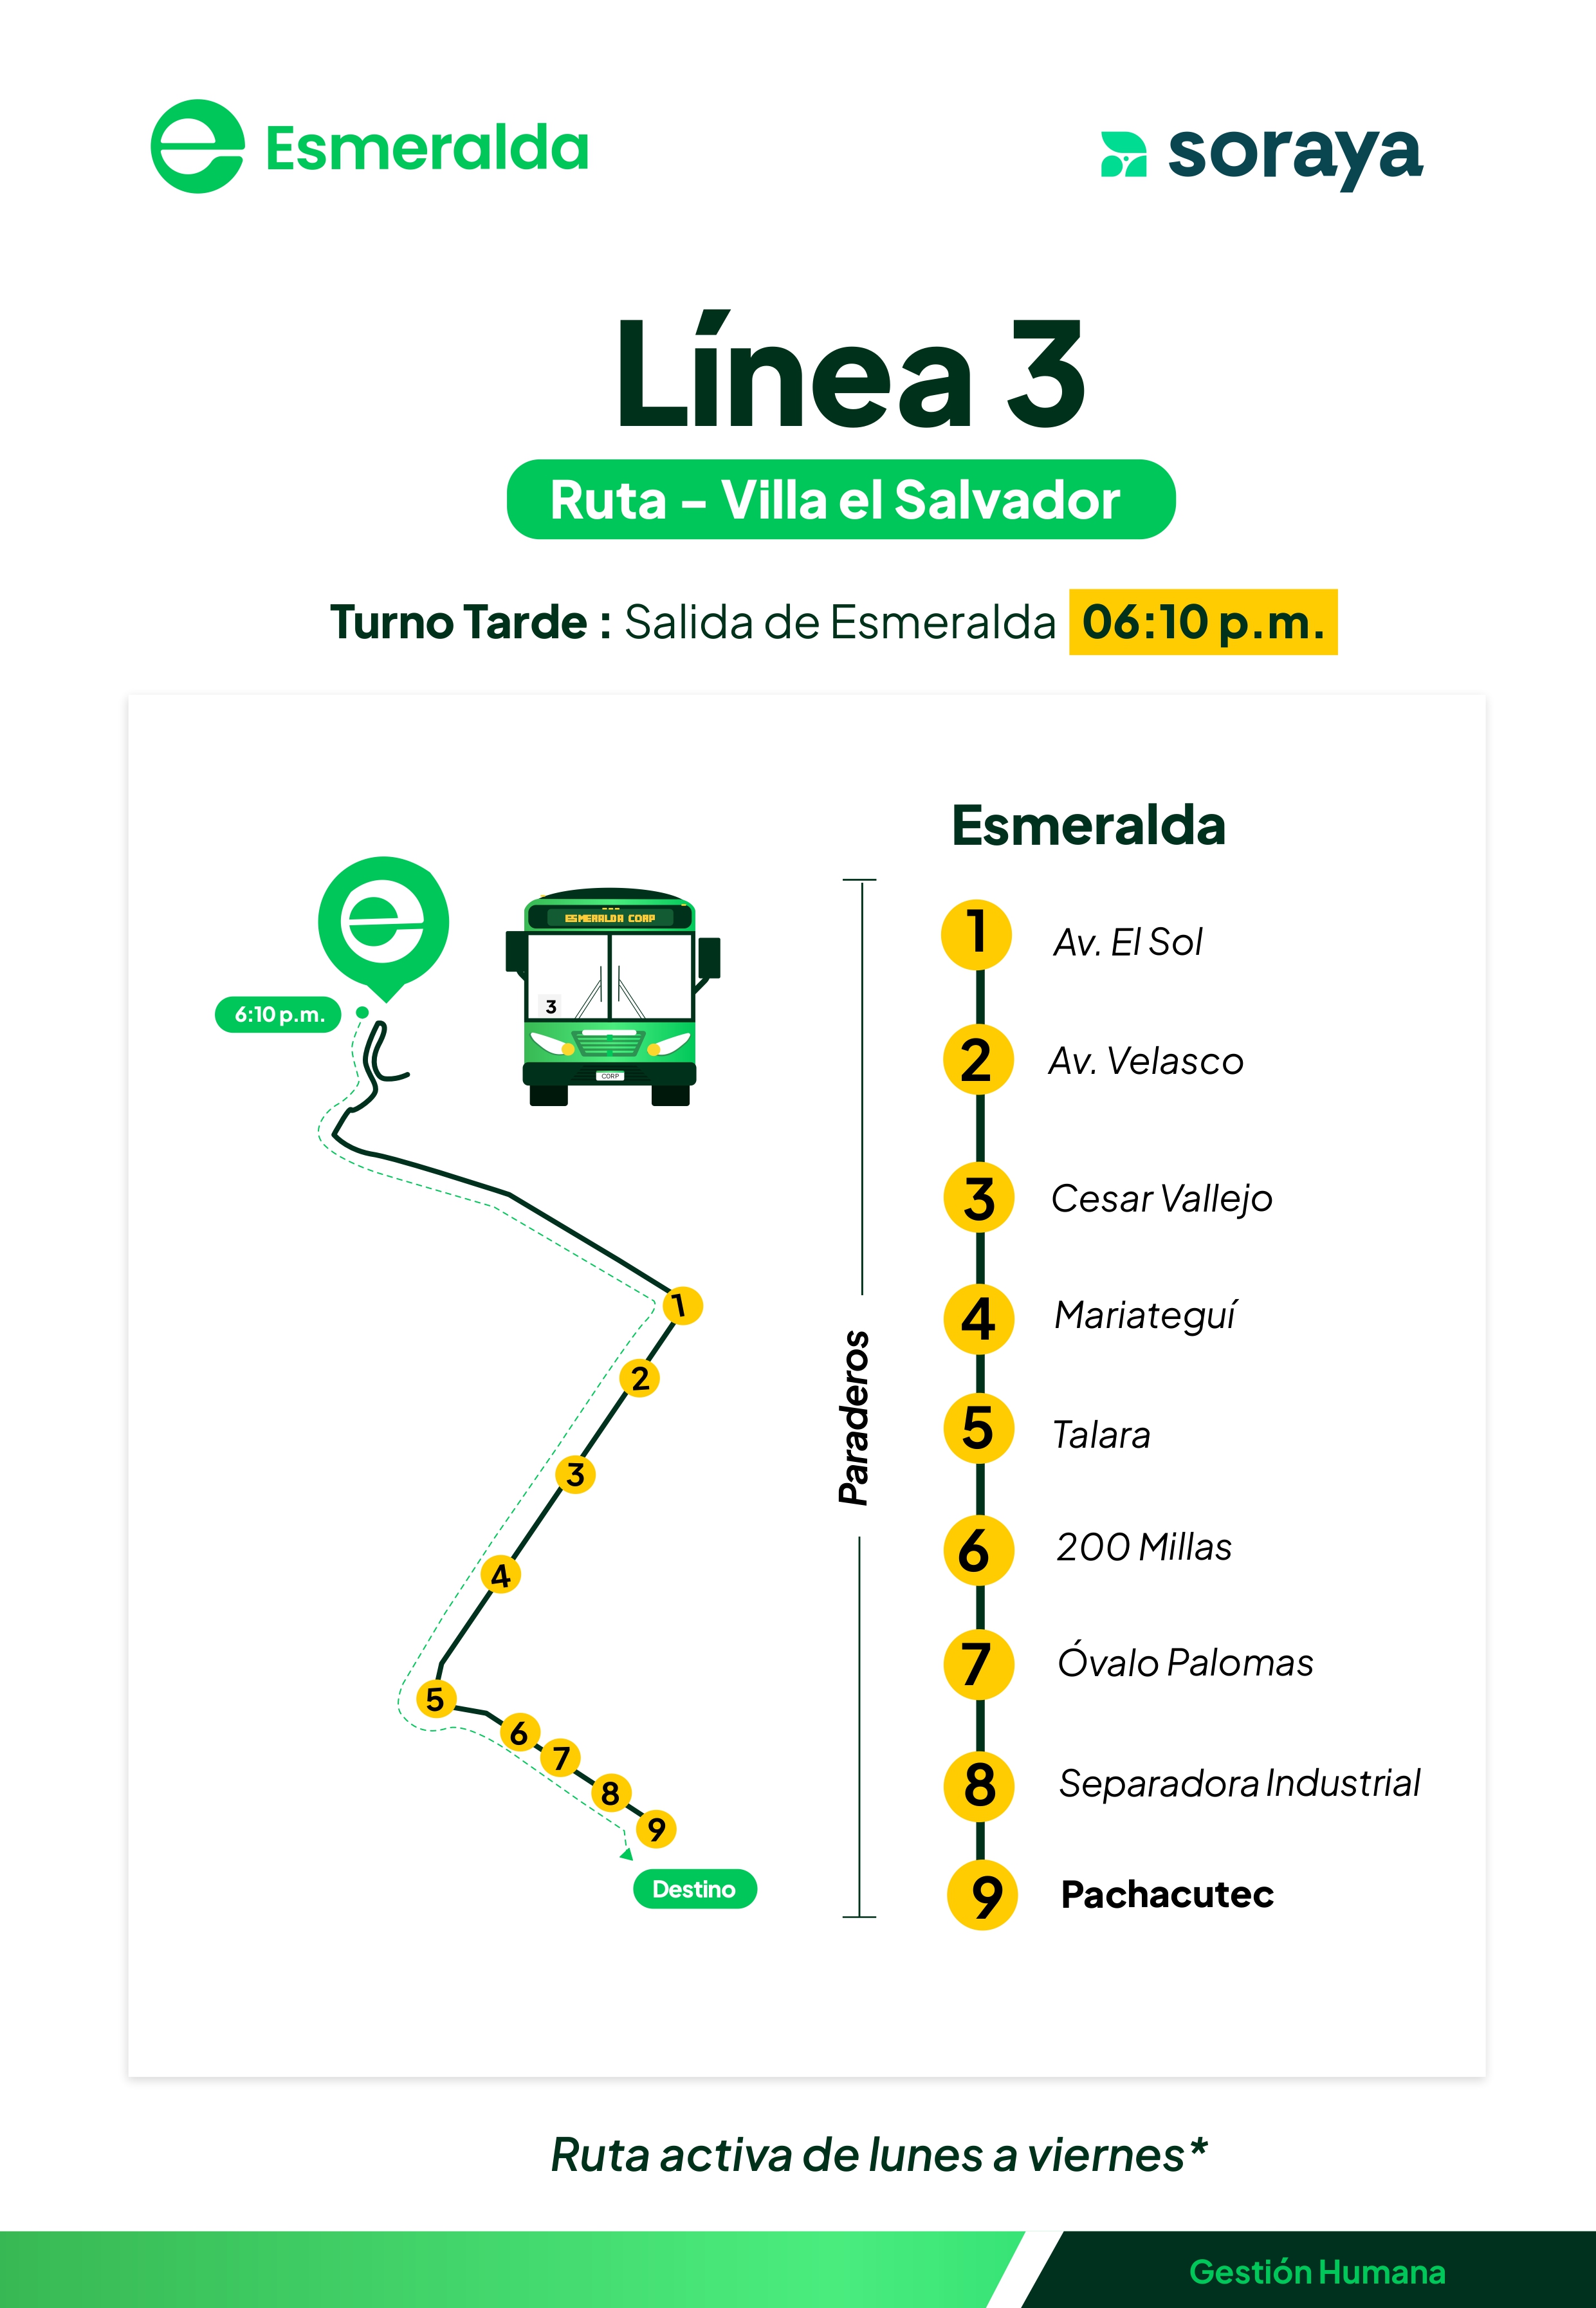 Esmeralda
soraya
Línea 3
Ruta - Villa el Salvador
Turno Tarde : Salida de Esmeralda 06:10 p.m.
Esmeralda
ESMERALDA CORP
3
CORP
6:10 p.m.
1
2
3
4
5
6
7
8
9
Destino
Paraderos
1 Av. El Sol
2 Av. Velasco
3 Cesar Vallejo
4 Mariateguí
5 Talara
6 200 Millas
7 Óvalo Palomas
8 Separadora Industrial
9 Pachacutec
Ruta activa de lunes a viernes*
Gestión Humana